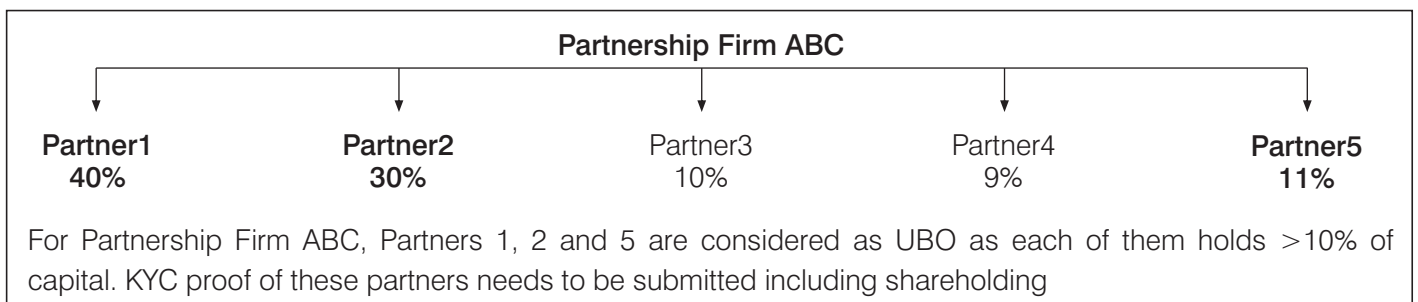 Partnership Firm ABC
Partner1 Partner2 Partner3 Partner4 Partner5
40% 30% 10% 9% 11%
For Partnership Firm ABC, Partners 1, 2 and 5 are considered as UBO as each of them holds >10% of
capital. KYC proof of these partners needs to be submitted including shareholding